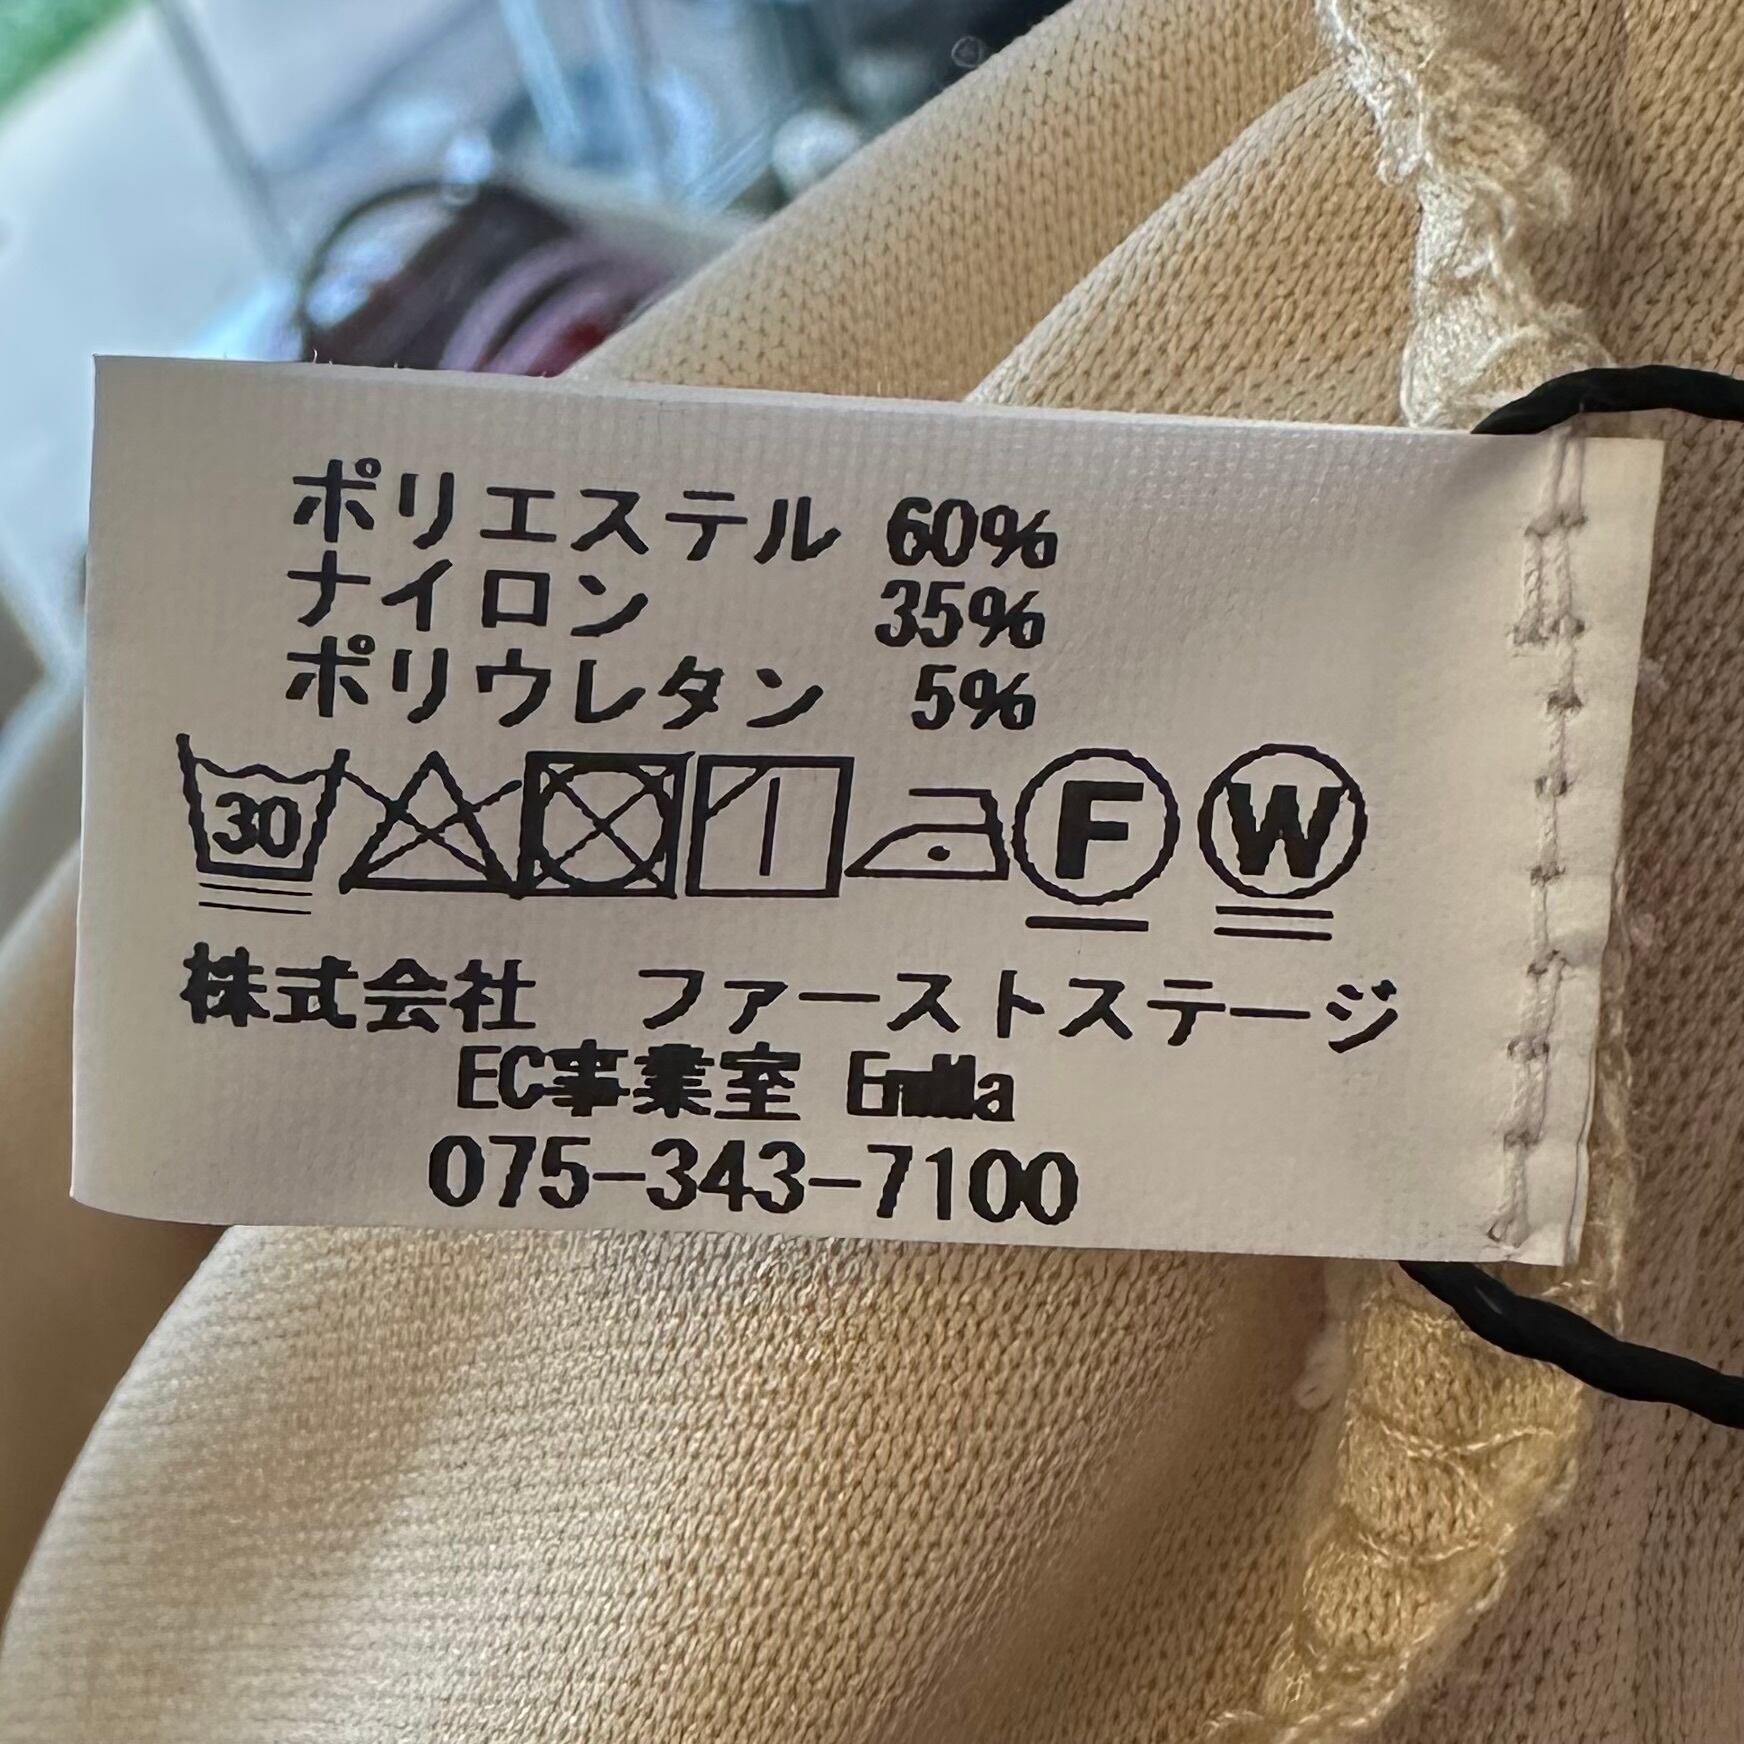 ポリエステル 60%
ナイロン 35%
ポリウレタン 5%
30 F W
株式会社 ファーストステージ
EC事業室
075-343-7100